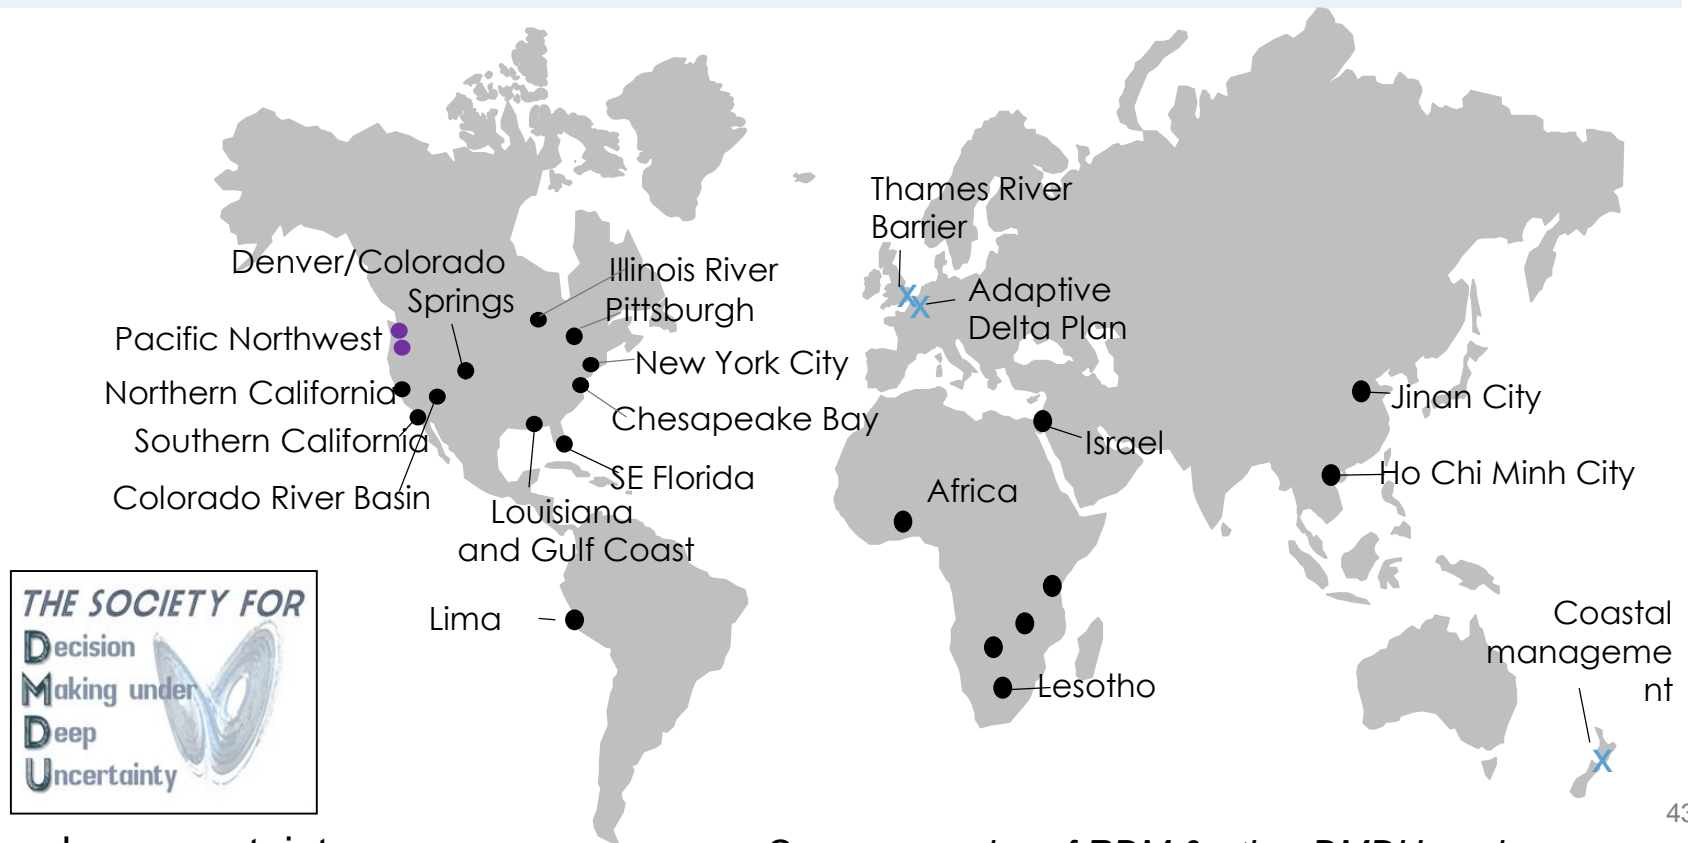 Thames River
Barrier
Denver/Colorado
Springs
Illinois River
Pittsburgh
Adaptive
Delta Plan
Pacific Northwest
New York City
Northern California
Chesapeake Bay
Jinan City
Southern California
Israel
Colorado River Basin
SE Florida
Ho Chi Minh City
Africa
Louisiana
and Gulf Coast
Lima
Lesotho
Coastal
manageme
nt
X
X
X
THE SOCIETY FOR
Decision
Making under
Deep
Uncertainty
43